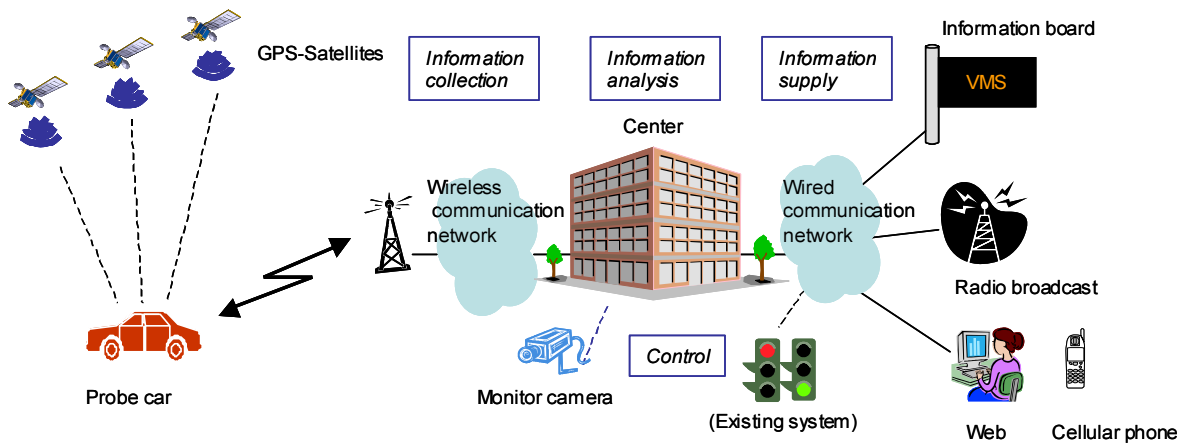 GPS-Satellites
Information
collection
Information
analysis
Information
supply
Information board
VMS
Center
Wireless
communication
network
Wired
communication
network
Radio broadcast
Probe car
Monitor camera
Control
(Existing system)
Web
Cellular phone